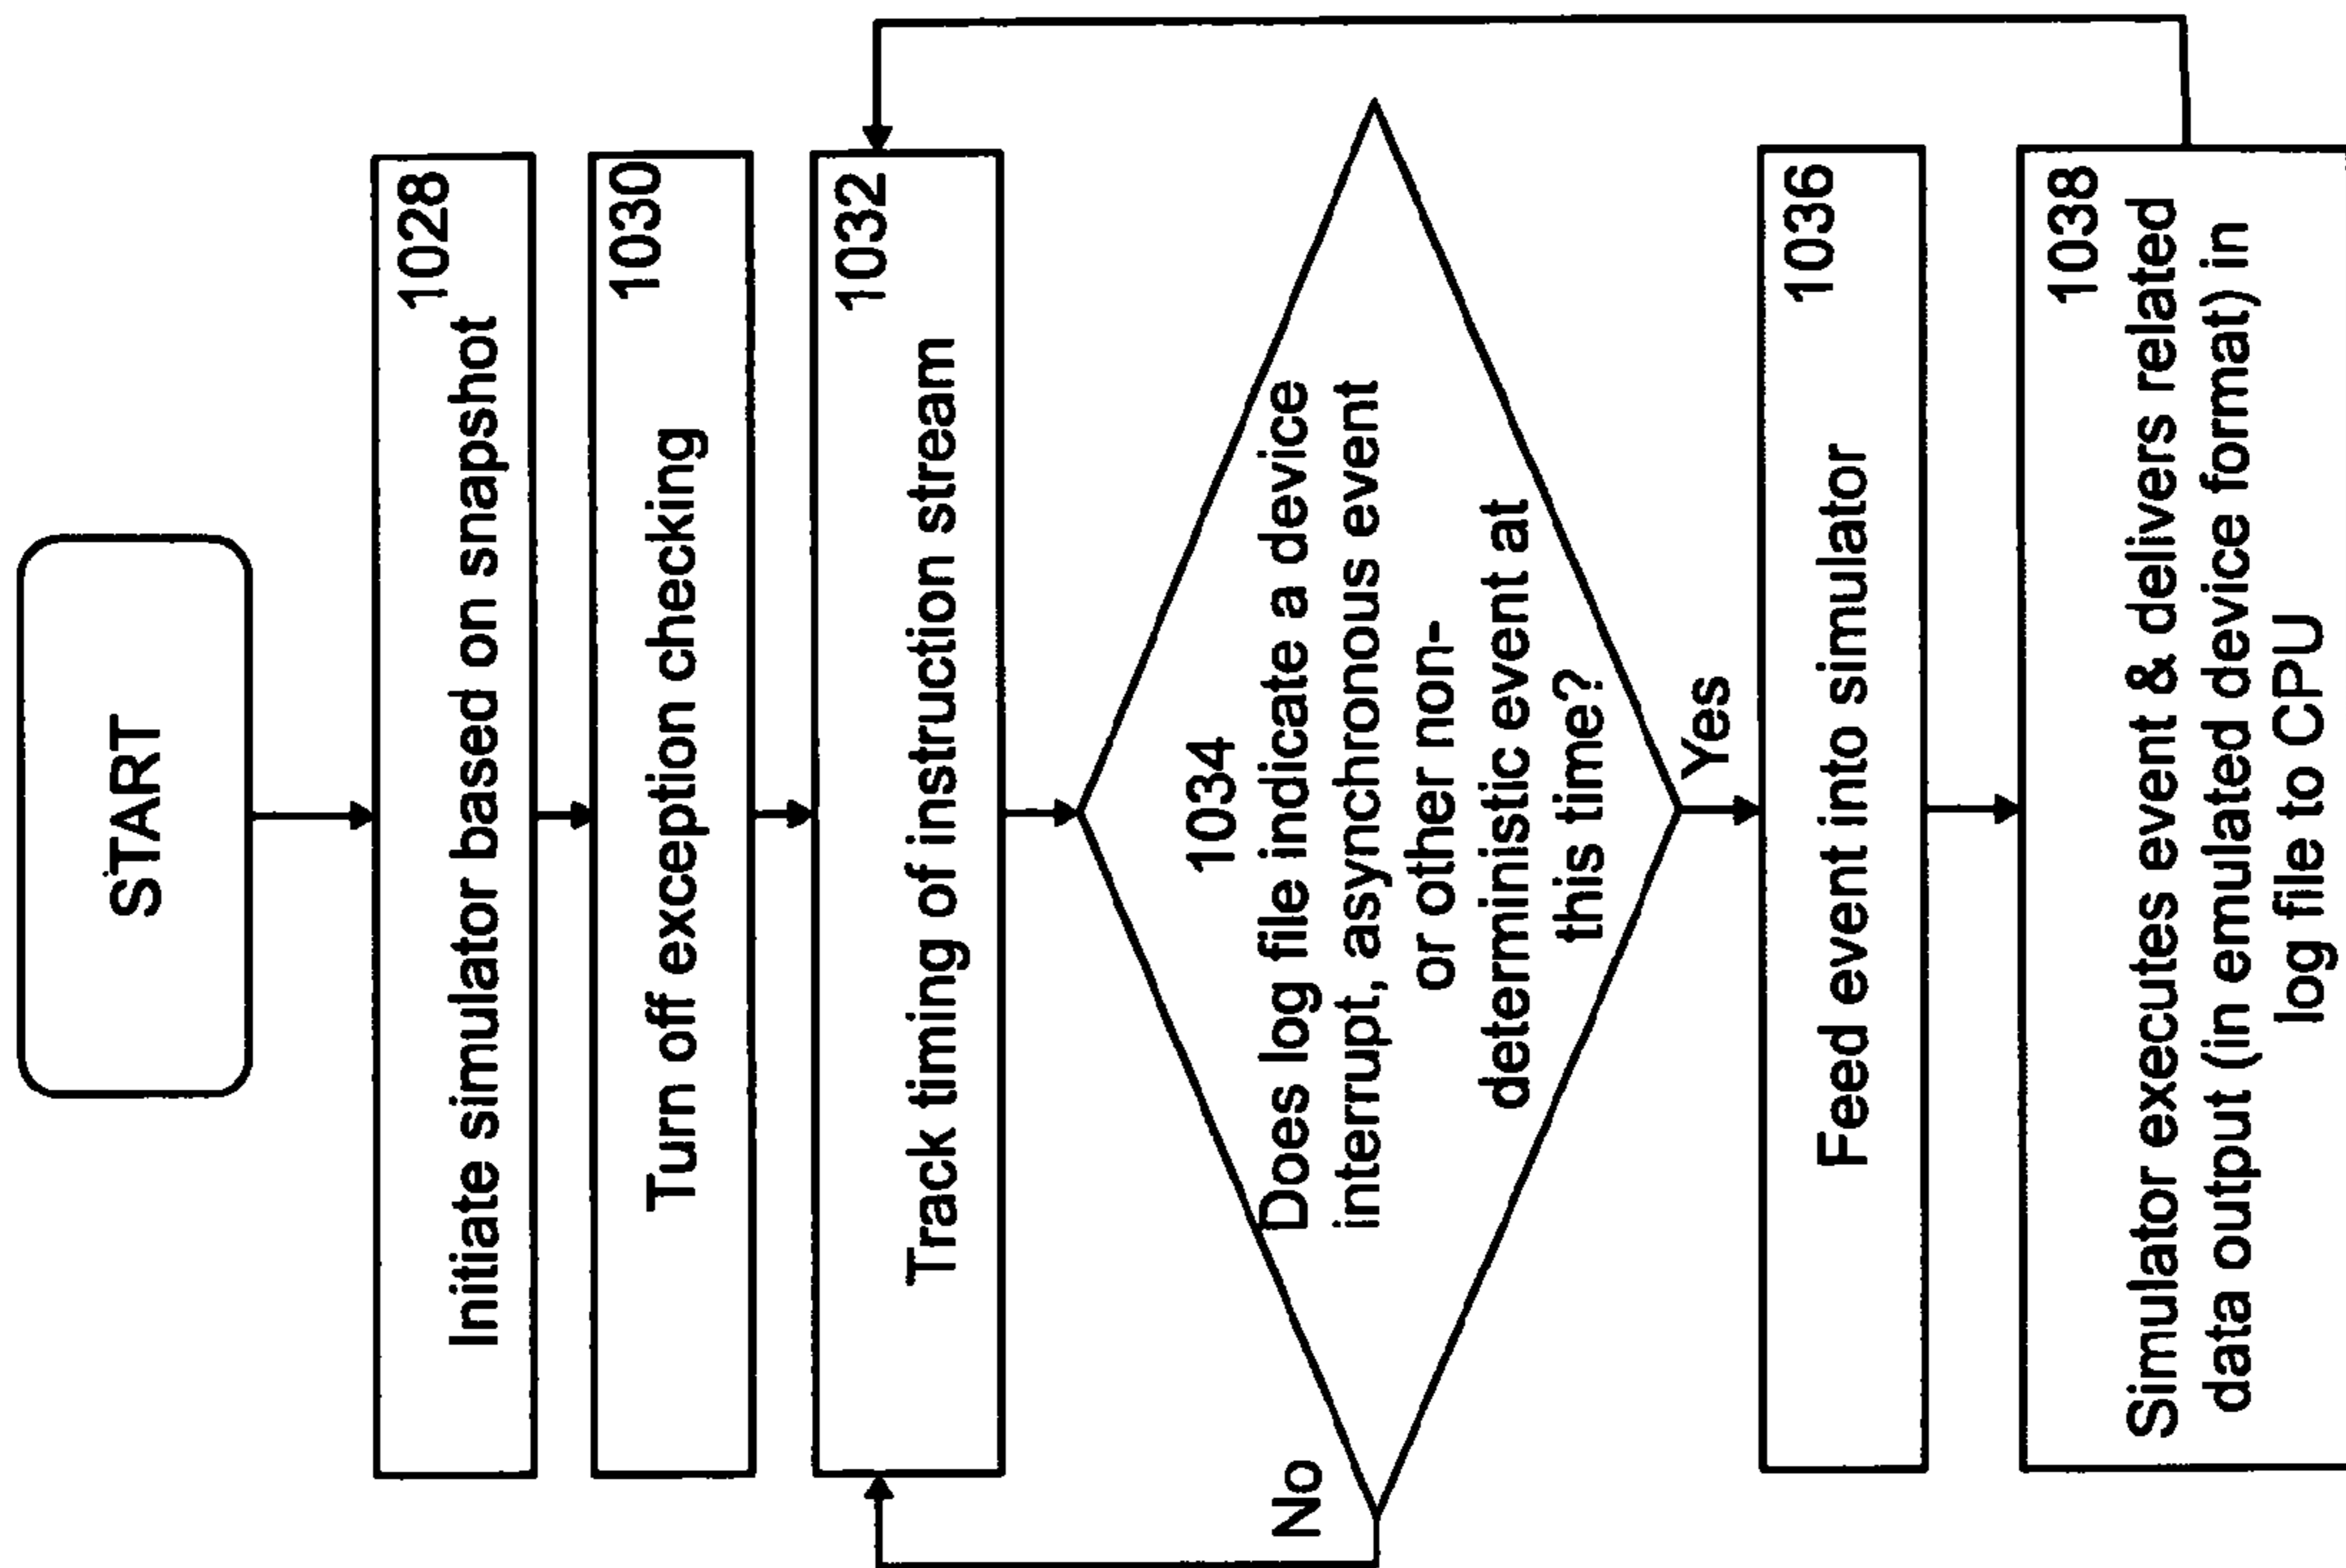 START
1028
Initiate simulator based on snapshot
1030
Turn off exception checking
1032
Track timing of instruction stream
1034
Does log file indicate a device
interrupt, asynchronous event
or other non-
deterministic event at
this time?
No
Yes
1036
Feed event into simulator
1038
Simulator executes event & delivers related
data output (in emulated device format) in
log file to CPU